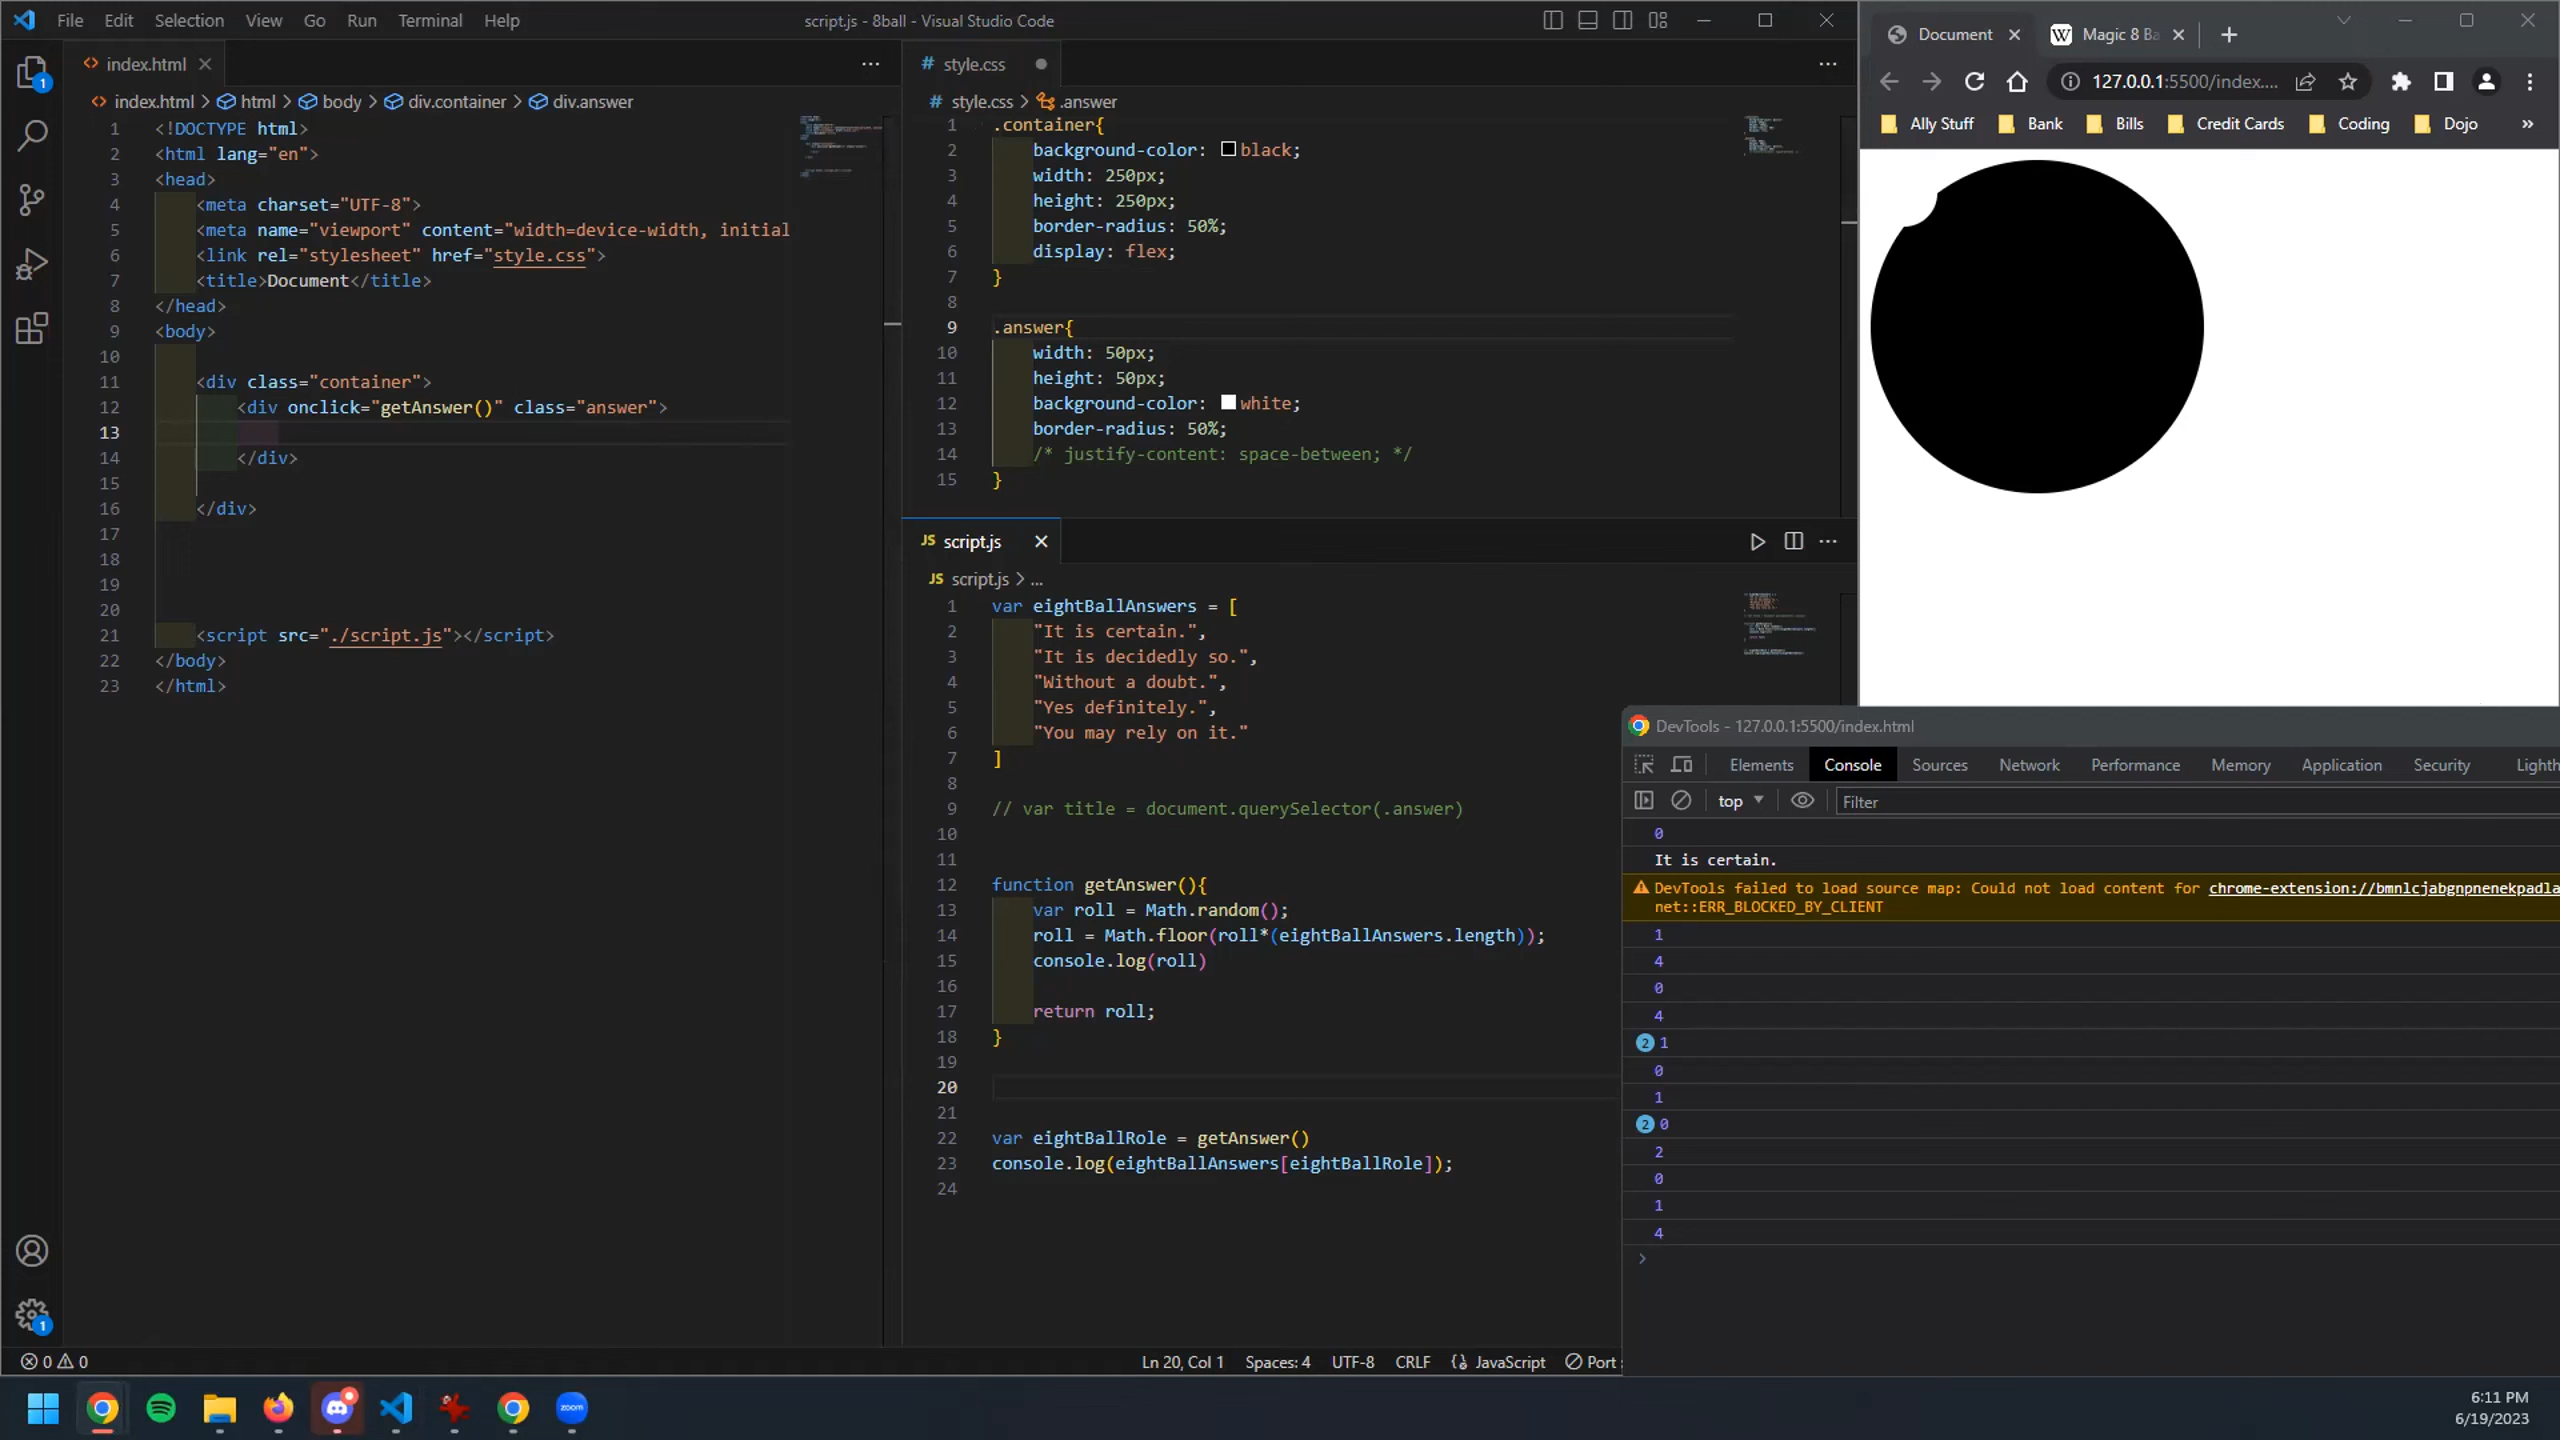 File Edit Selection View Go Run Terminal Help
script.js - 8ball - Visual Studio Code
index.html
index.html > html > body > div.container > div.answer
1 <!DOCTYPE html>
2 <html lang="en">
3 <head>
4 <meta charset="UTF-8">
5 <meta name="viewport" content="width=device-width, initial
6 <link rel="stylesheet" href="style.css">
7 <title>Document</title>
8 </head>
9 <body>
10
11 <div class="container">
12 <div onclick="getAnswer()" class="answer">
13
14 </div>
15
16 </div>
17
18
19
20
21 <script src="./script.js"></script>
22 </body>
23 </html>
# style.css
# style.css > .answer
1 .container{
2 background-color: black;
3 width: 250px;
4 height: 250px;
5 border-radius: 50%;
6 display: flex;
7 }
8
9 .answer{
10 width: 50px;
11 height: 50px;
12 background-color: white;
13 border-radius: 50%;
14 /* justify-content: space-between; */
15 }
JS script.js
JS script.js > ...
1 var eightBallAnswers = [
2 "It is certain.",
3 "It is decidedly so.",
4 "Without a doubt.",
5 "Yes definitely.",
6 "You may rely on it."
7 ]
8
9 // var title = document.querySelector(.answer)
10
11
12 function getAnswer(){
13 var roll = Math.random();
14 roll = Math.floor(roll*(eightBallAnswers.length));
15 console.log(roll)
16
17 return roll;
18 }
19
20
21
22 var eightBallRole = getAnswer()
23 console.log(eightBallAnswers[eightBallRole]);
24
1
1
0 0
Ln 20, Col 1 Spaces: 4 UTF-8 CRLF JavaScript Port
Document
W Magic 8 Ba
127.0.0.1:5500/index....
Ally Stuff Bank Bills Credit Cards Coding Dojo »
DevTools - 127.0.0.1:5500/index.html
Elements Console Sources Network Performance Memory Application Security Lighth
top Filter
0
It is certain.
DevTools failed to load source map: Could not load content for chrome-extension://bmnlcjabgnpnenekpadla
net::ERR_BLOCKED_BY_CLIENT
1
4
0
4
2 1
0
1
2 0
2
0
1
4
>
zoom
6:11 PM
6/19/2023